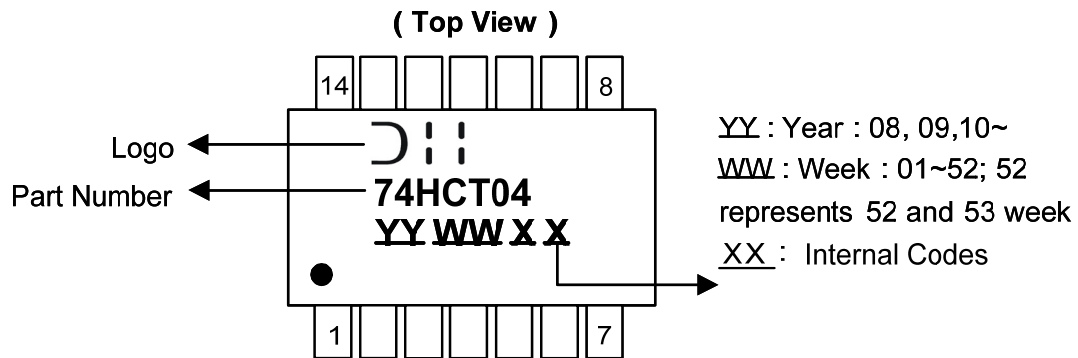 ( Top View )
14 8
Logo
Part Number
74HCT04
YY WW X X
1 7
YY : Year : 08, 09,10~
WW : Week : 01~52; 52
represents 52 and 53 week
XX : Internal Codes